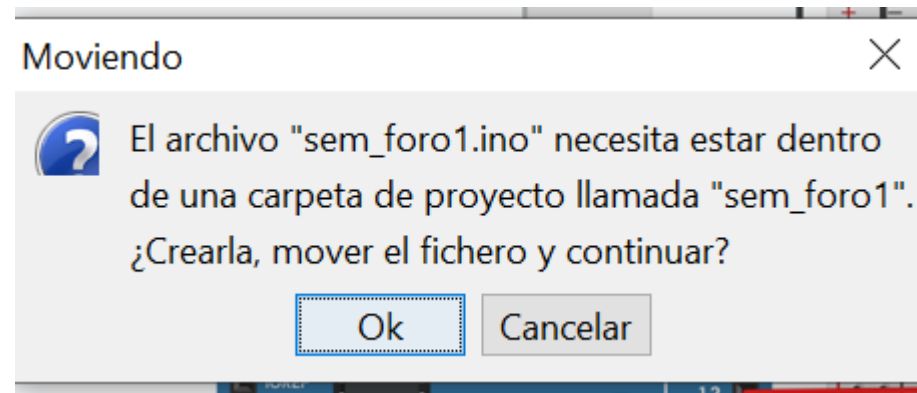 Moviendo
El archivo "sem_foro1.ino" necesita estar dentro
de una carpeta de proyecto llamada "sem_foro1".
¿Crearla, mover el fichero y continuar?
Ok
Cancelar